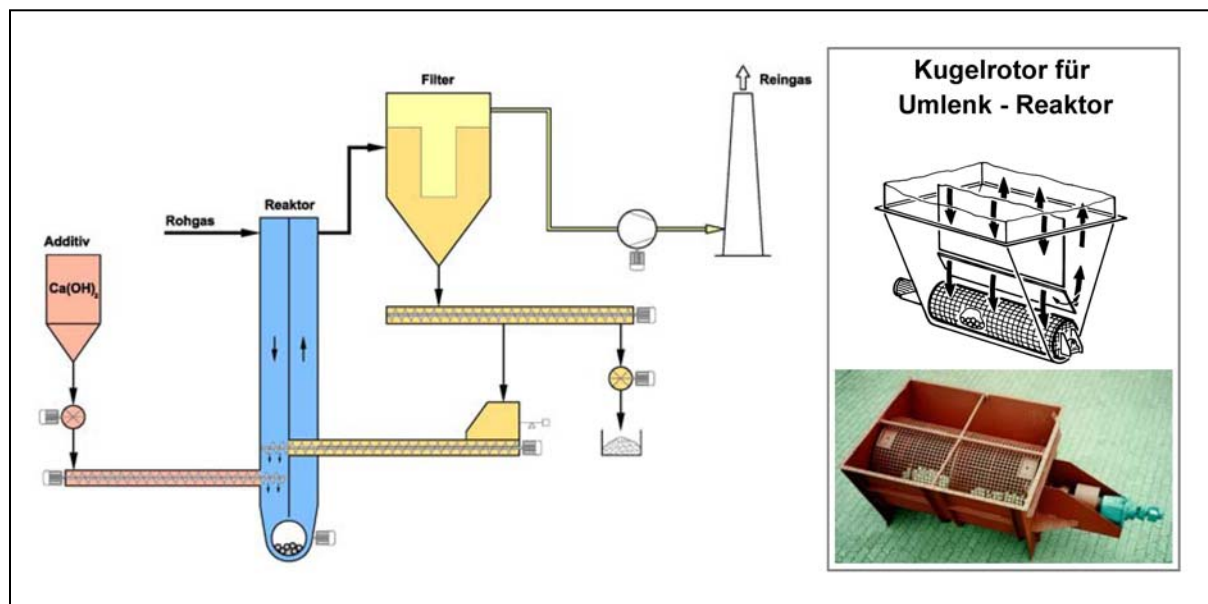 Filter
Reingas
Reaktor
Rohgas
Additiv
Ca(OH)₂
Kugelrotor für
Umlenk - Reaktor